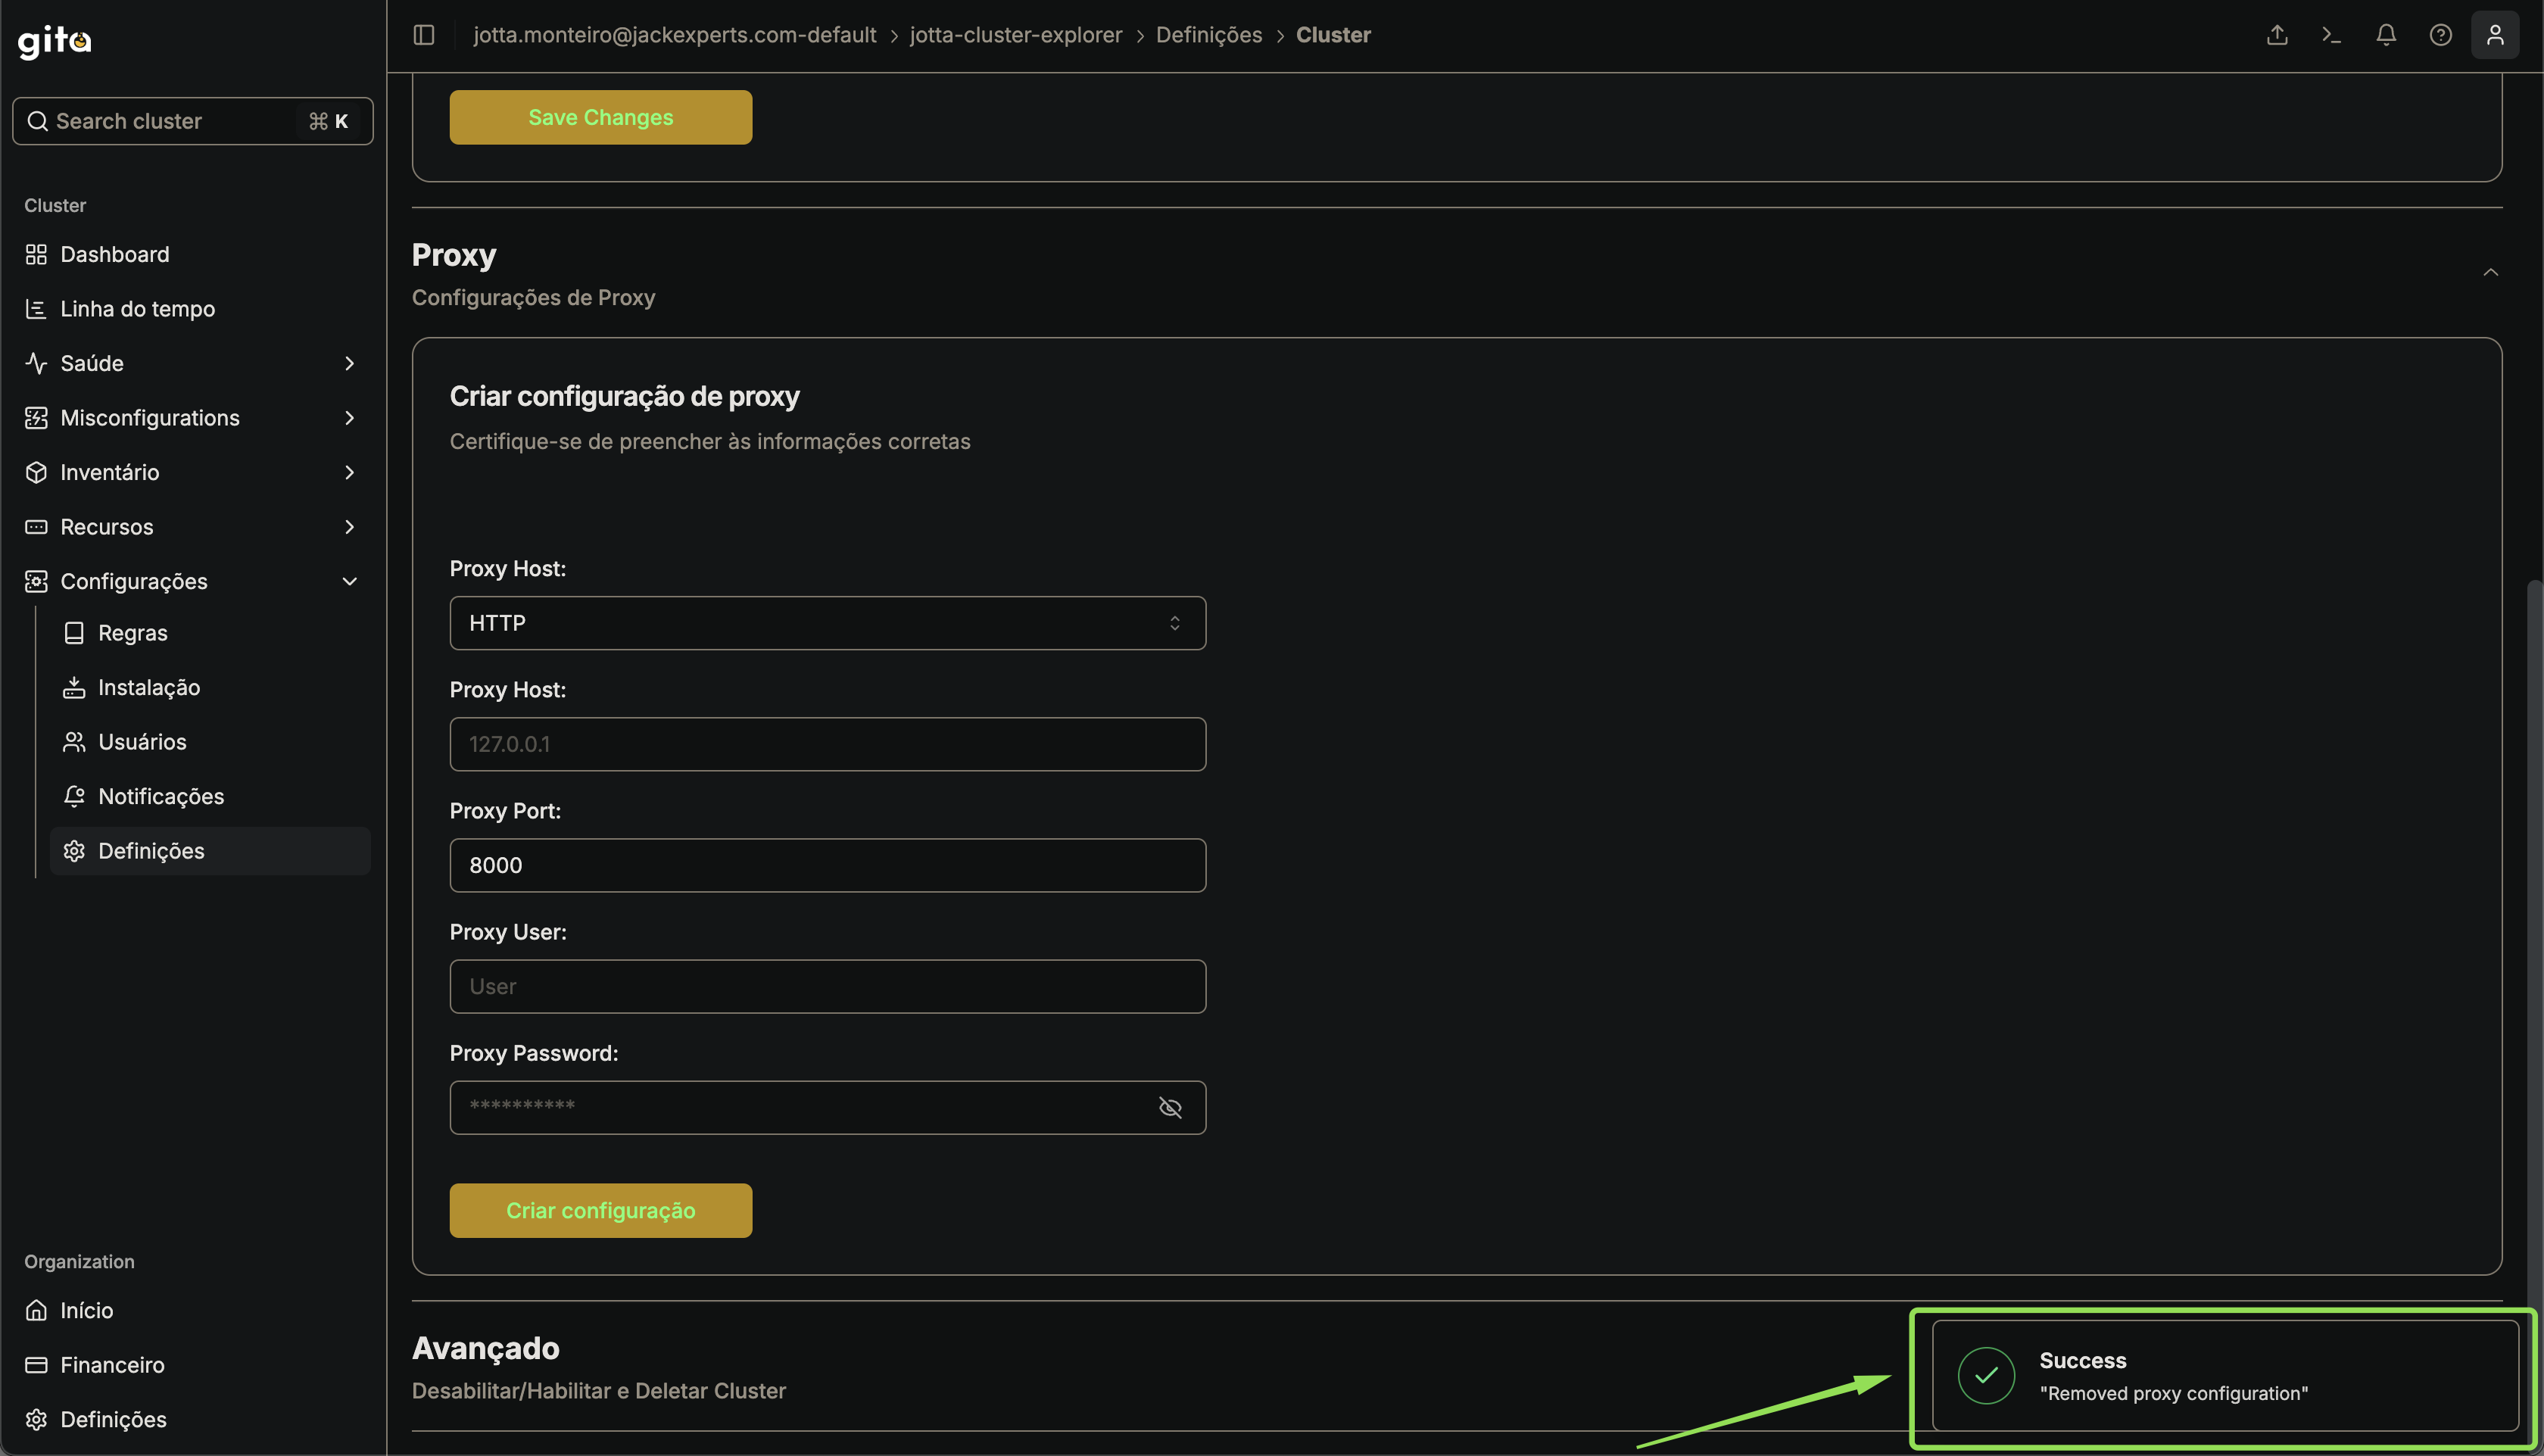 gita
jotta.monteiro@jackexperts.com-default > jotta-cluster-explorer > Definições > Cluster
Search cluster ⌘ K
Save Changes
Cluster
Dashboard
Linha do tempo
Saúde
Misconfigurations
Inventário
Recursos
Configurações
Regras
Instalação
Usuários
Notificações
Definições
Organization
Início
Financeiro
Definições
Proxy
Configurações de Proxy
Criar configuração de proxy
Certifique-se de preencher às informações corretas
Proxy Host:
HTTP
Proxy Host:
127.0.0.1
Proxy Port:
8000
Proxy User:
User
Proxy Password:
**********
Criar configuração
Avançado
Desabilitar/Habilitar e Deletar Cluster
Success
"Removed proxy configuration"